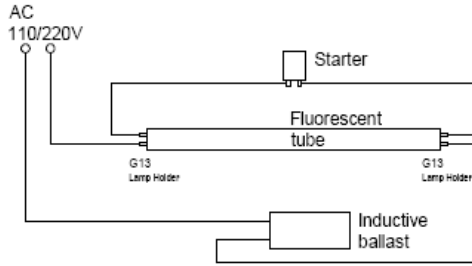 AC
110/220V
Starter
Fluorescent
tube
G13
Lamp Holder
G13
Lamp Holder
Inductive
ballast